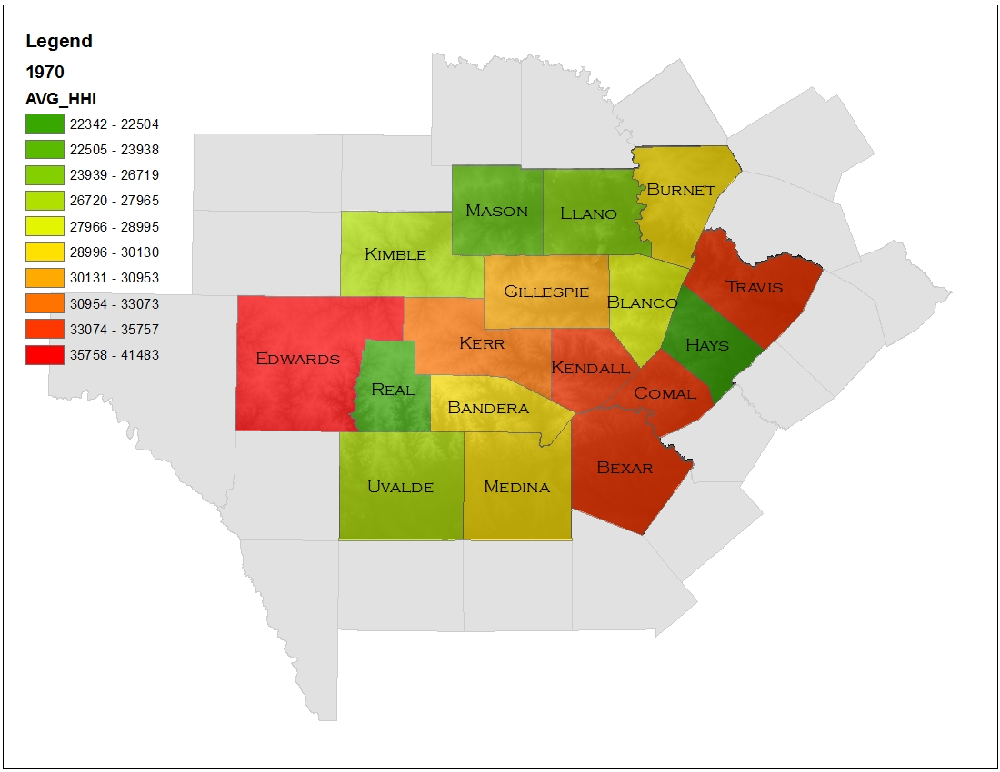 Legend
1970
AVG_HHI
22342 - 22504
22505 - 23938
23939 - 26719
26720 - 27965
27966 - 28995
28996 - 30130
30131 - 30953
30954 - 33073
33074 - 35757
35758 - 41483
BURNET
MASON
LLANO
KIMBLE
GILLESPIE
TRAVIS
BLANCO
KERR
HAYS
EDWARDS
KENDALL
REAL
COMAL
BANDERA
BEXAR
UVALDE
MEDINA